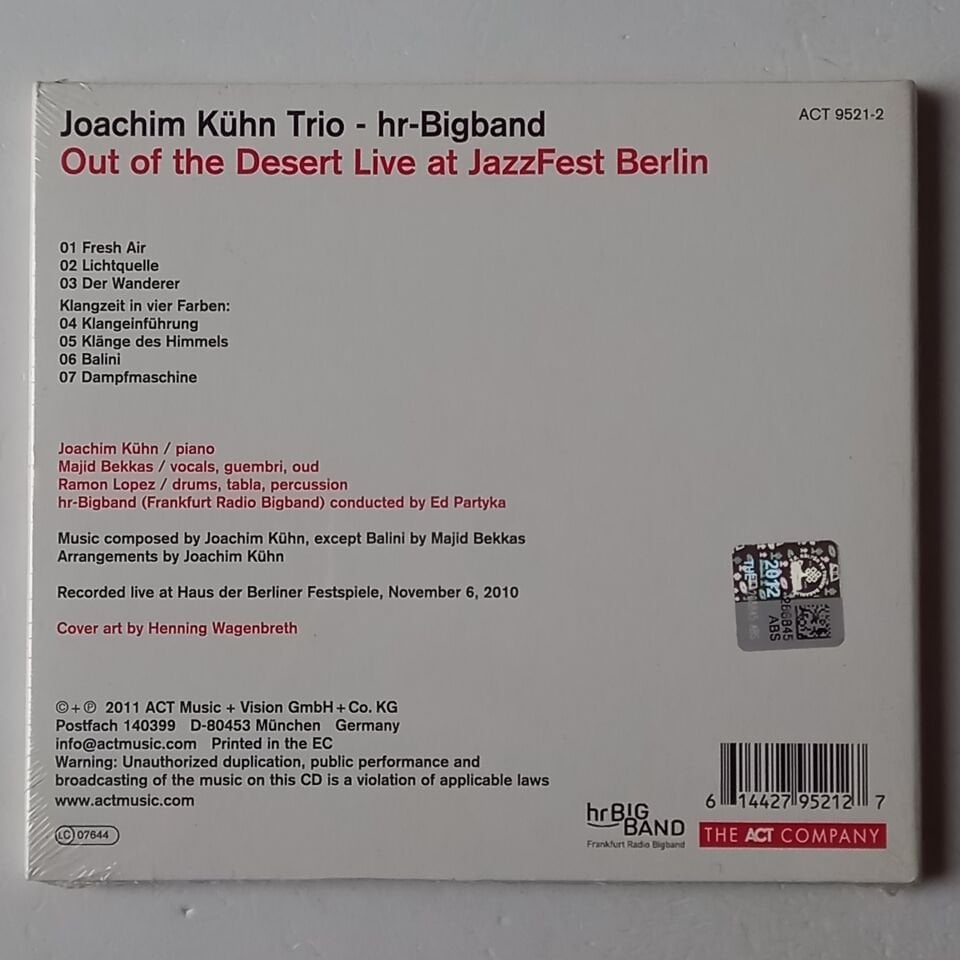 Joachim Kühn Trio - hr-Bigband
ACT 9521-2
Out of the Desert Live at JazzFest Berlin
01 Fresh Air
02 Lichtquelle
03 Der Wanderer
Klangzeit in vier Farben:
04 Klangeinführung
05 Klänge des Himmels
06 Balini
07 Dampfmaschine
Joachim Kühn / piano
Majid Bekkas / vocals, guembri, oud
Ramon Lopez / drums, tabla, percussion
hr-Bigband (Frankfurt Radio Bigband) conducted by Ed Partyka
Music composed by Joachim Kühn, except Balini by Majid Bekkas
Arrangements by Joachim Kühn
Recorded live at Haus der Berliner Festspiele, November 6, 2010
Cover art by Henning Wagenbreth
2012
ABS
©+℗ 2011 ACT Music + Vision GmbH + Co. KG
Postfach 140399 D-80453 München Germany
info@actmusic.com Printed in the EC
Warning: Unauthorized duplication, public performance and
broadcasting of the music on this CD is a violation of applicable laws
www.actmusic.com
LC 07644
hr BIG
BAND
Frankfurt Radio Bigband
6 14427 95212 7
THE ACT COMPANY